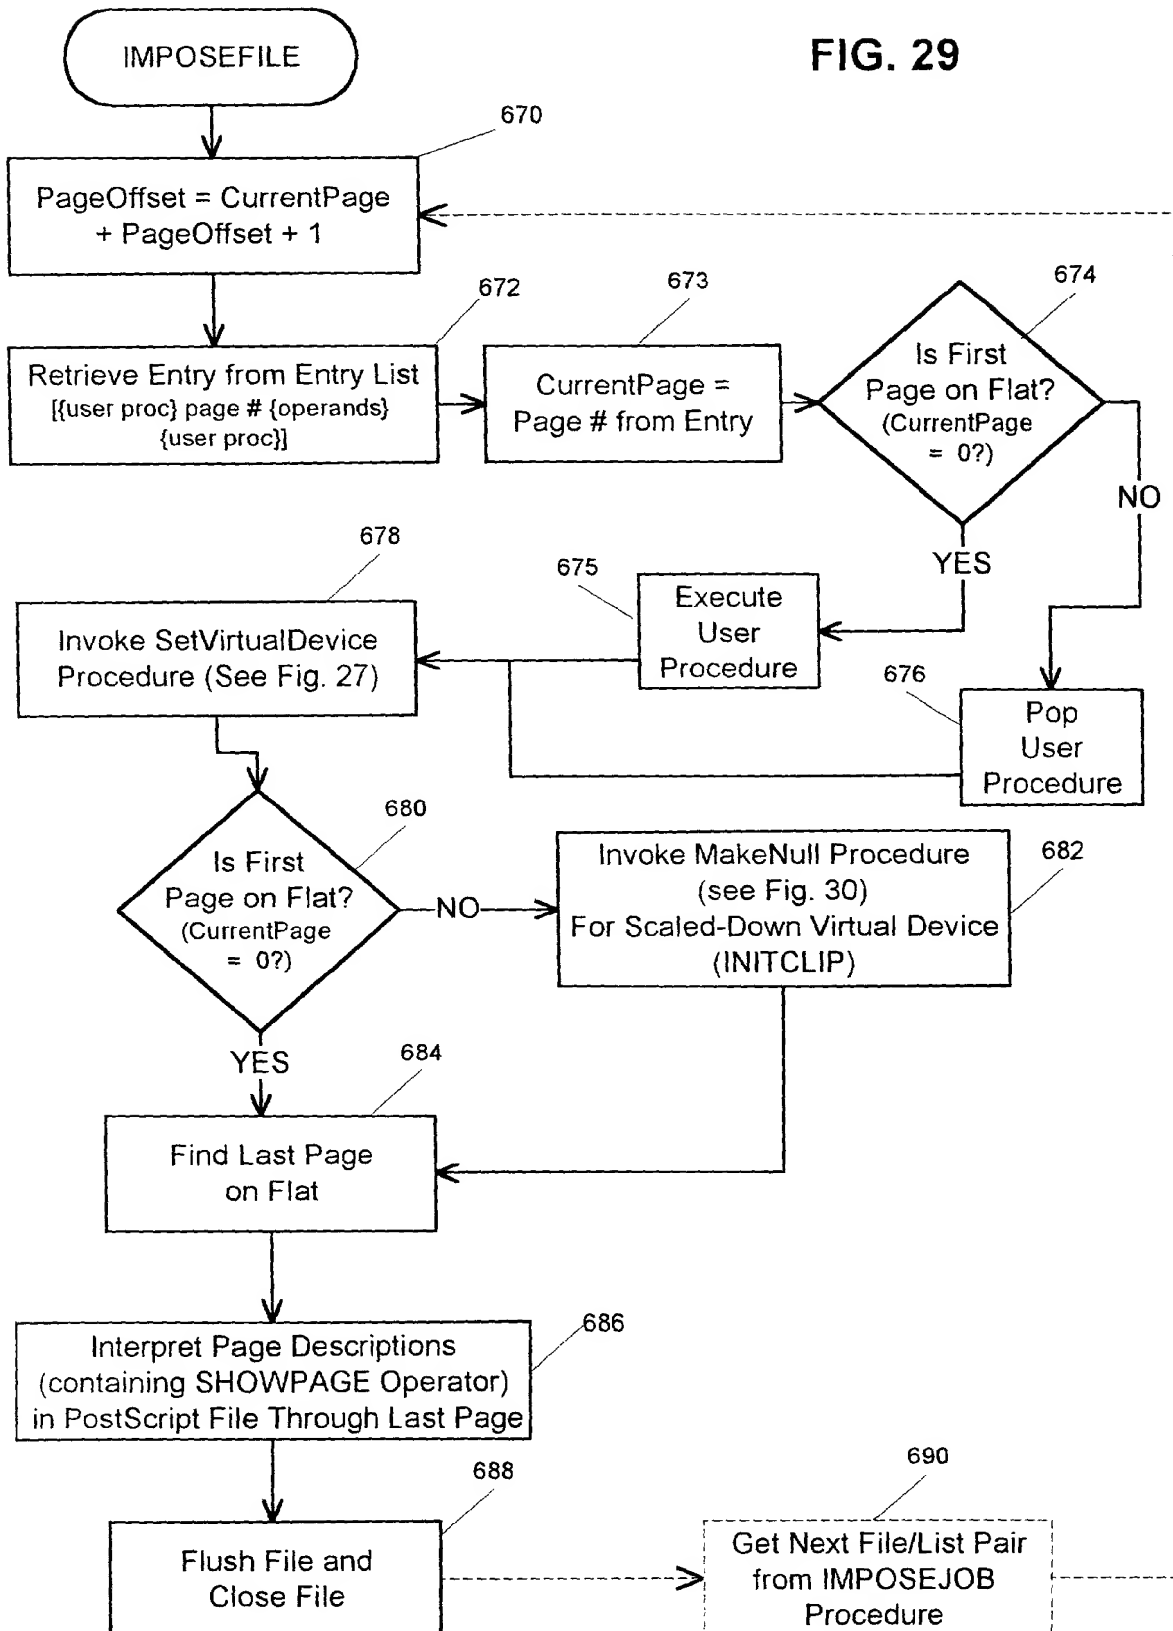 IMPOSEFILE
FIG. 29
670
PageOffset = CurrentPage
+ PageOffset + 1
672
Retrieve Entry from Entry List
[{user proc} page # {operands}
{user proc}]
673
CurrentPage =
Page # from Entry
674
Is First
Page on Flat?
(CurrentPage
= 0?)
NO
YES
675
Execute
User
Procedure
676
Pop
User
Procedure
678
Invoke SetVirtualDevice
Procedure (See Fig. 27)
680
Is First
Page on Flat?
(CurrentPage
= 0?)
NO
YES
682
Invoke MakeNull Procedure
(see Fig. 30)
For Scaled-Down Virtual Device
(INITCLIP)
684
Find Last Page
on Flat
686
Interpret Page Descriptions
(containing SHOWPAGE Operator)
in PostScript File Through Last Page
688
Flush File and
Close File
690
Get Next File/List Pair
from IMPOSEJOB
Procedure